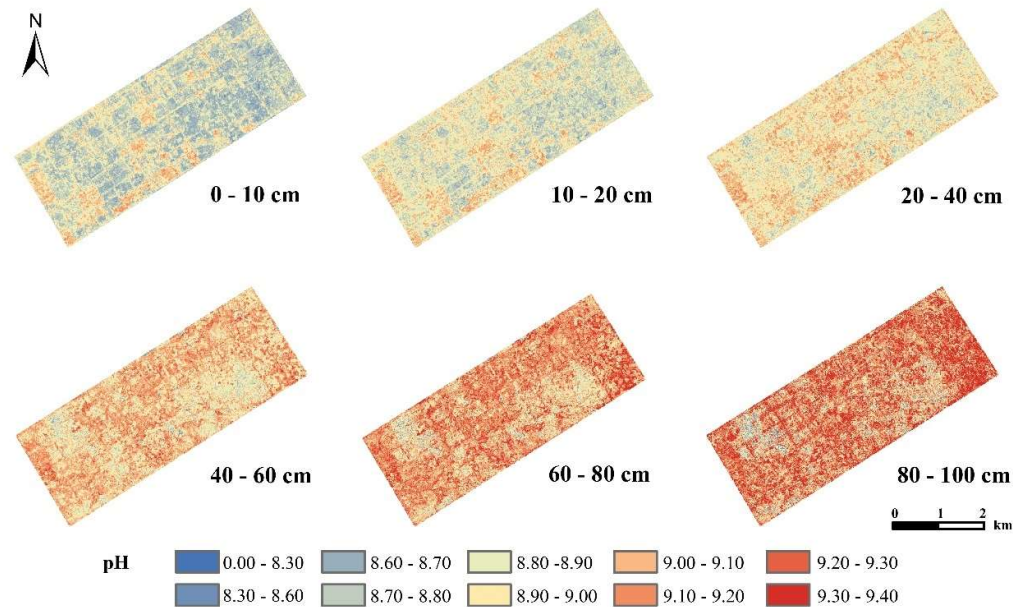 N
0 - 10 cm
10 - 20 cm
20 - 40 cm
40 - 60 cm
60 - 80 cm
80 - 100 cm
0 1 2
km
pH
0.00 - 8.30 8.60 - 8.70 8.80 -8.90 9.00 - 9.10 9.20 - 9.30
8.30 - 8.60 8.70 - 8.80 8.90 - 9.00 9.10 - 9.20 9.30 - 9.40